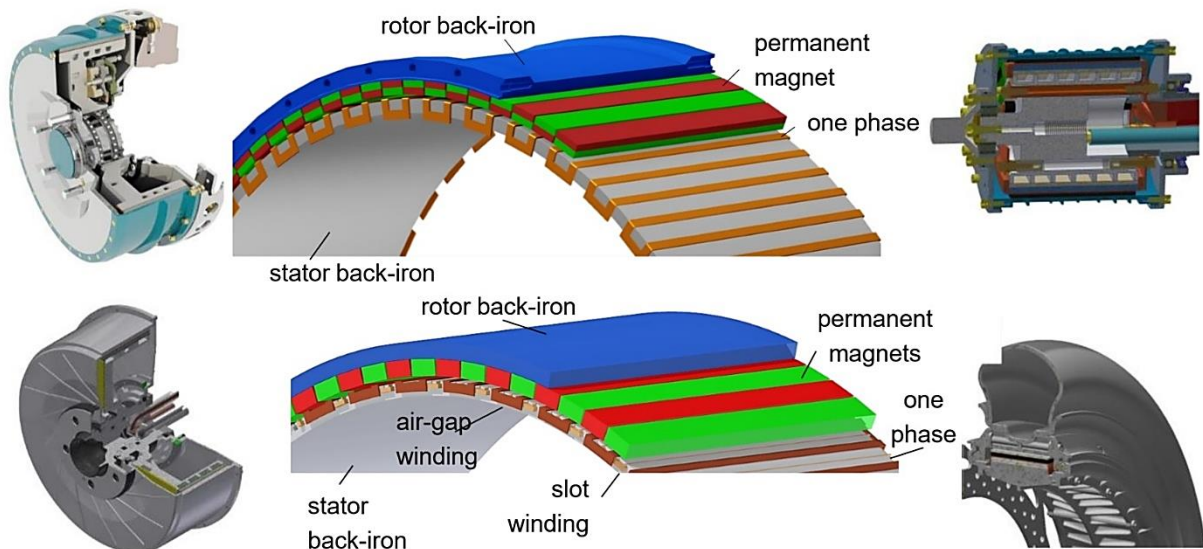 rotor back-iron
permanent
magnet
one phase
stator back-iron
rotor back-iron
permanent
magnets
air-gap
winding
one
phase
slot
winding
stator
back-iron